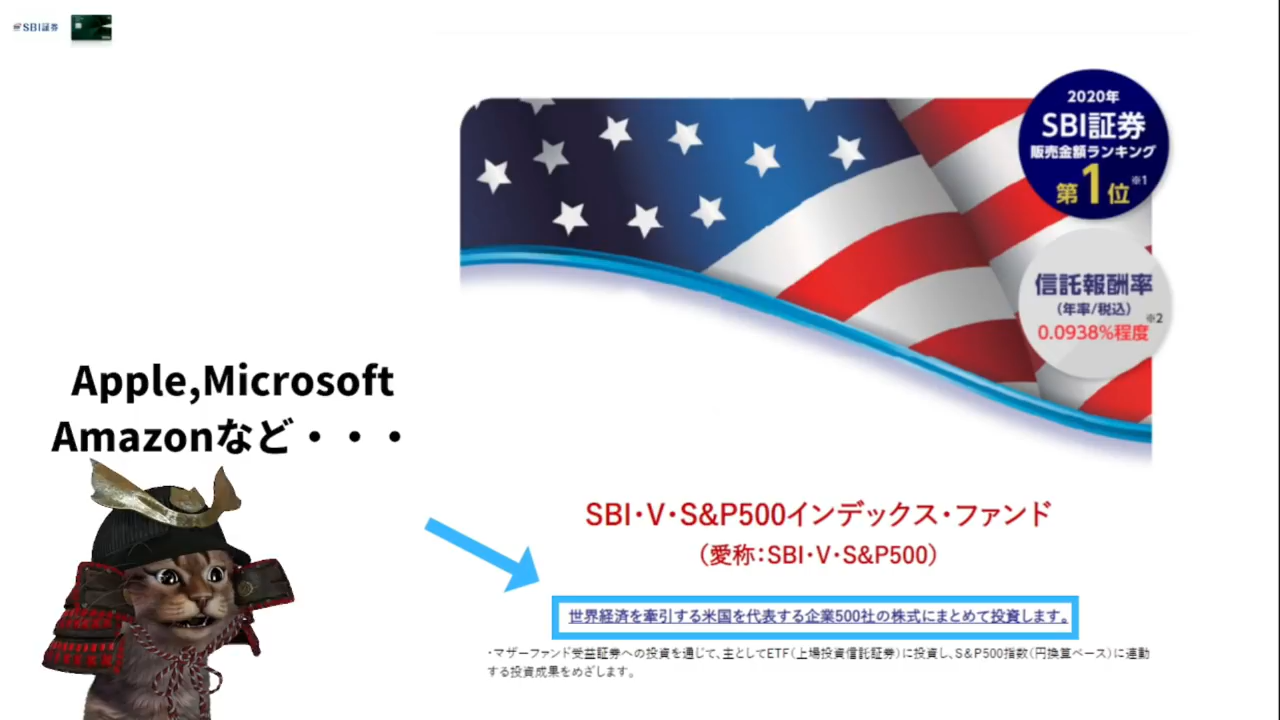 SBI証券
2020年
SBI証券
販売金額ランキング
第1位※1
信託報酬率
(年率/税込)
※2
0.0938%程度
Apple,Microsoft
Amazonなど・・・
SBI・V・S&P500インデックス・ファンド
(愛称:SBI・V・S&P500)
世界経済を牽引する米国を代表する企業500社の株式にまとめて投資します。
・マザーファンド受益証券への投資を通じて、主としてETF(上場投資信託証券)に投資し、S&P500指数(円換算ベース)に連動
する投資成果をめざします。